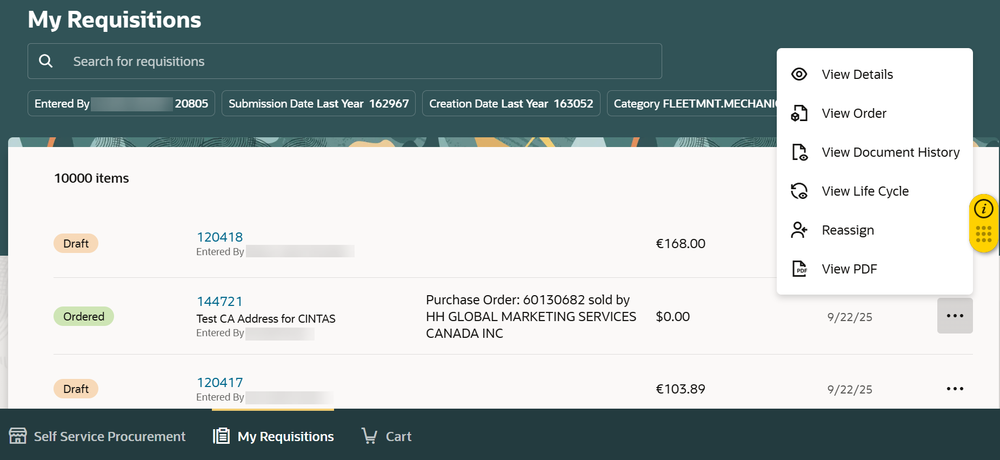 My Requisitions
Search for requisitions
Entered By 20805
Submission Date Last Year 162967
Creation Date Last Year 163052
Category FLEETMNT.MECHANI
View Details
View Order
View Document History
View Life Cycle
Reassign
View PDF
10000 items
Draft
120418
Entered By
€168.00
Ordered
144721
Test CA Address for CINTAS
Entered By
Purchase Order: 60130682 sold by
HH GLOBAL MARKETING SERVICES
CANADA INC
$0.00
9/22/25
Draft
120417
Entered By
€103.89
9/22/25
Self Service Procurement
My Requisitions
Cart